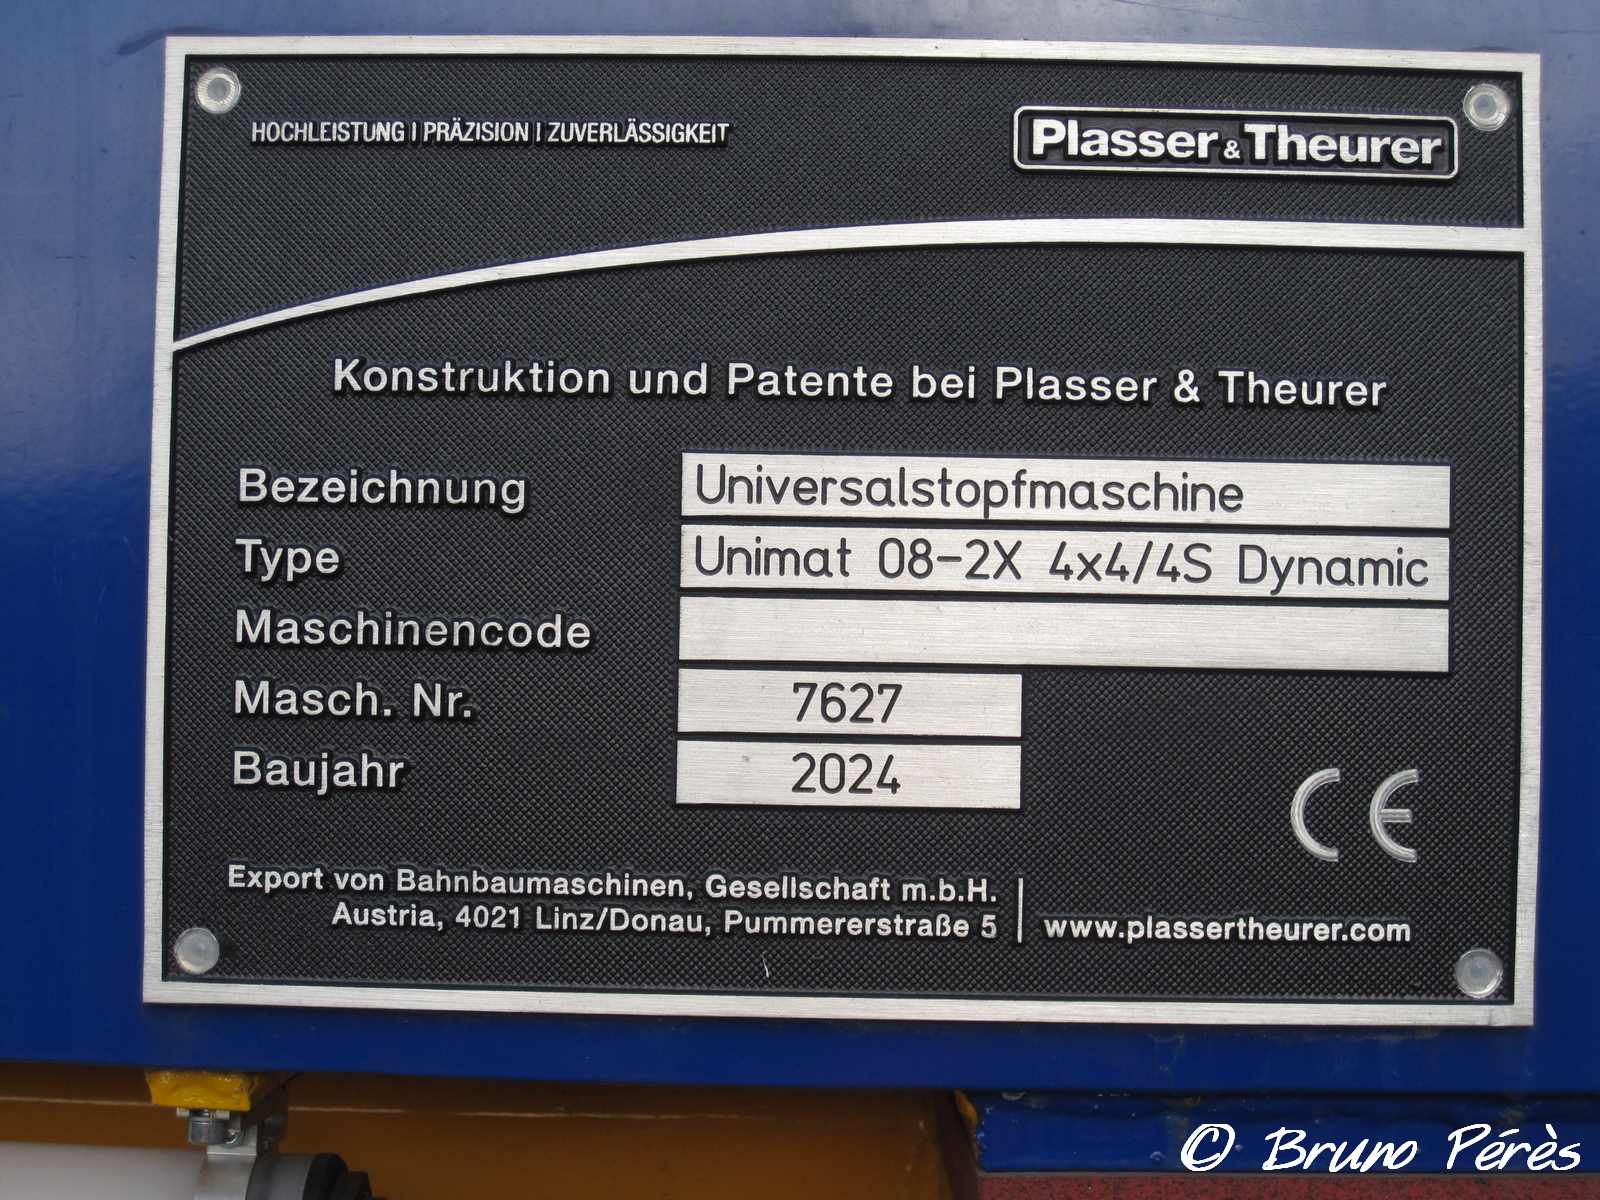 HOCHLEISTUNG | PRÄZISION | ZUVERLÄSSIGKEIT
Plasser & Theurer
Konstruktion und Patente bei Plasser & Theurer
Bezeichnung Universalstopfmaschine
Type Unimat 08-2X 4x4/4S Dynamic
Maschinencode
Masch. Nr. 7627
Baujahr 2024
CE
Export von Bahnbaumaschinen, Gesellschaft m.b.H.
Austria, 4021 Linz/Donau, Pummererstraße 5
www.plassertheurer.com
© Bruno Pérès